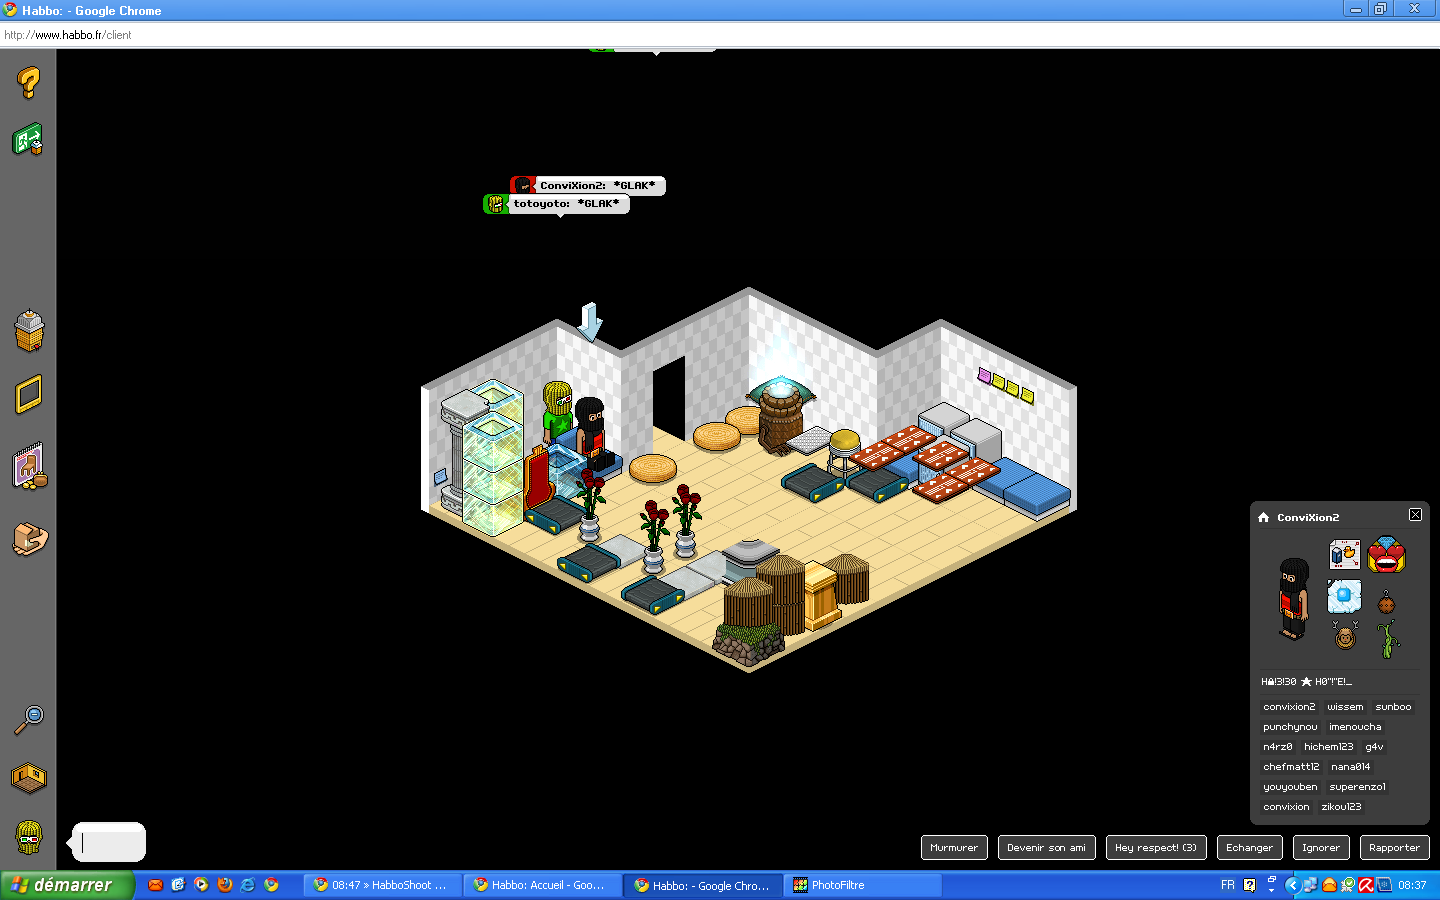 Habbo: - Google Chrome
http://www.habbo.fr/client
ConviXion2: *GLAK*
totoyoto: *GLAK*
ConviXion2
convixion2 wissem sunboo
punchynou imenoucha
n4rz0 hichem123 g4v
chefmatt12 nana014
youyouben superenzo1
convixion zikou123
Murmurer Devenir son ami Hey respect! (3) Echanger Ignorer Rapporter
démarrer 08:47 » HabboShoot ... Habbo: Accueil - Goo... Habbo: - Google Chro... PhotoFiltre FR 08:37